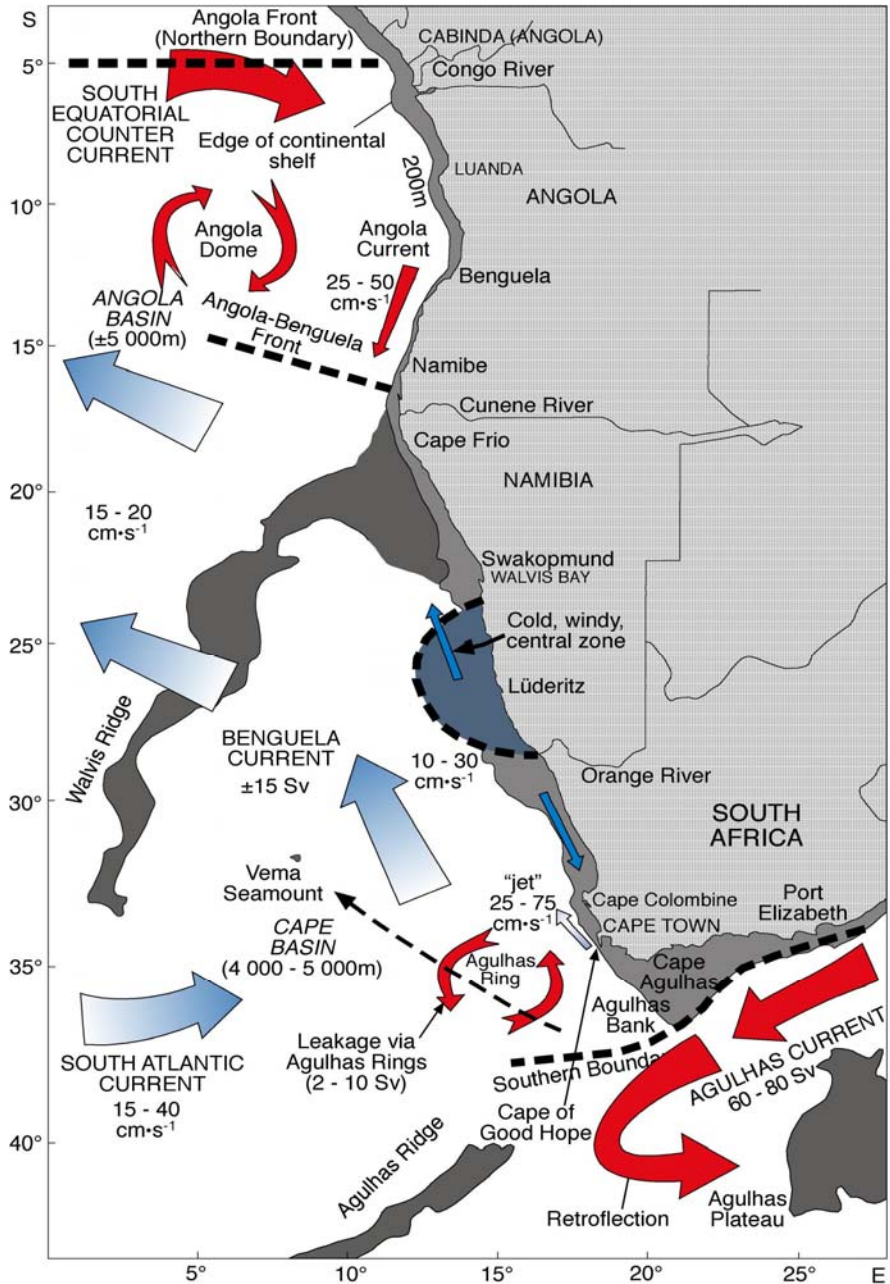 S
Angola Front
(Northern Boundary)
CABINDA (ANGOLA)
5°
Congo River
SOUTH
EQUATORIAL
COUNTER
CURRENT
Edge of continental
shelf
200m
LUANDA
10°
ANGOLA
Angola
Dome
Angola
Current
25 - 50
cm•s-1
Benguela
ANGOLA
BASIN
(±5 000m)
Angola-Benguela
Front
15°
Namibe
Cunene River
Cape Frio
20°
NAMIBIA
15 - 20
cm•s-1
Swakopmund
WALVIS BAY
Cold, windy,
central zone
25°
Lüderitz
Walvis Ridge
BENGUELA
CURRENT
±15 Sv
10 - 30
cm•s-1
Orange River
30°
SOUTH
AFRICA
Vema
Seamount
"jet"
25 - 75
cm•s-1
Cape Colombine
CAPE TOWN
Port
Elizabeth
CAPE
BASIN
(4 000 - 5 000m)
35°
Agulhas
Ring
Cape
Agulhas
Agulhas
Bank
Leakage via
Agulhas Rings
(2 - 10 Sv)
SOUTH ATLANTIC
CURRENT
15 - 40
cm•s-1
Southern Boundar
AGULHAS CURRENT
60 - 80 Sv
Cape of
Good Hope
40°
Agulhas Ridge
Retroflection
Agulhas
Plateau
5°
10°
15°
20°
25°
E